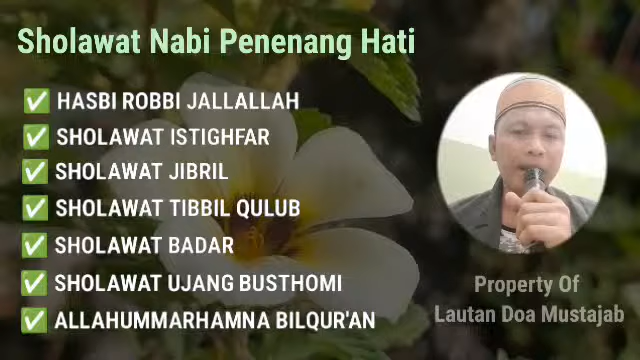 Sholawat Nabi Penenang Hati
✅ HASBI ROBBI JALLALLAH
✅ SHOLAWAT ISTIGHFAR
✅ SHOLAWAT JIBRIL
✅ SHOLAWAT TIBBIL QULUB
✅ SHOLAWAT BADAR
✅ SHOLAWAT UJANG BUSTHOMI
✅ ALLAHUMMARHAMNA BILQUR'AN
Property Of
Lautan Doa Mustajab